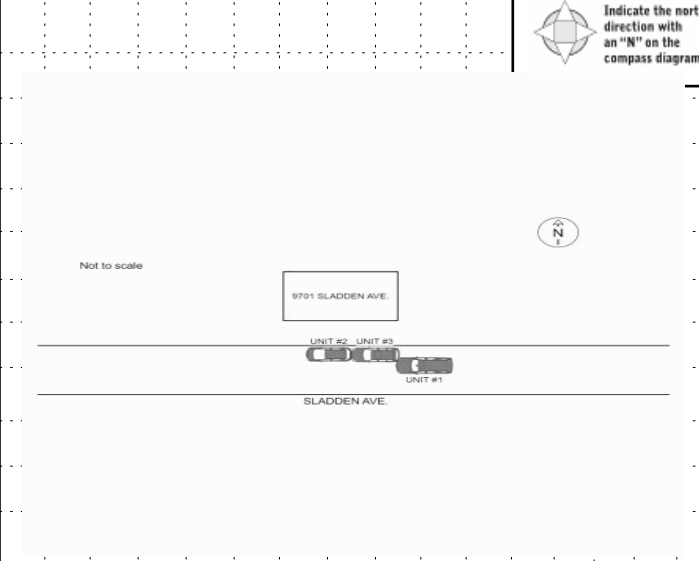 Indicate the nort
direction with
an "N" on the
compass diagram
N
Not to scale
9701 SLADDEN AVE.
UNIT #2 UNIT #3
UNIT #1
SLADDEN AVE.